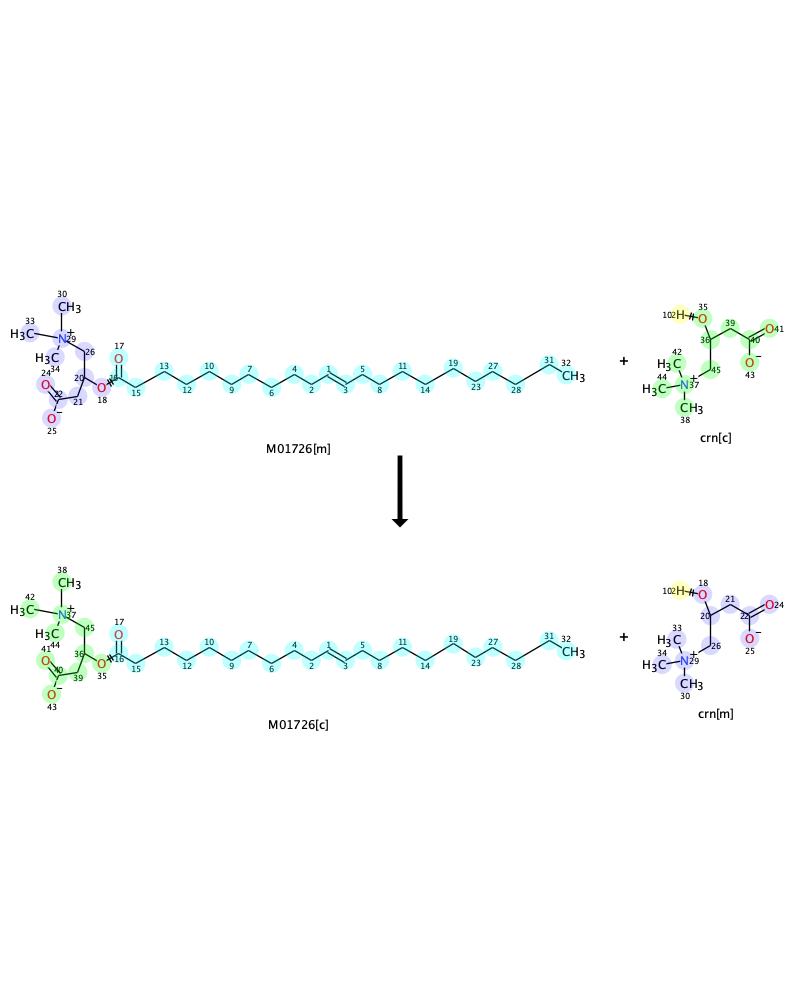 30
CH3
33
H3C
N+
29
H3C
34
26
24
O
20
22
21
O
18
O−
25
17
O
16
15
13
12
10
9
7
6
4
2
1
3
5
8
11
14
19
23
27
28
31
32
CH3
M01726[m]
+
102
H
35
O
36
39
40
O
41
O−
43
42
H3C
44
H3C
N+
37
45
CH3
38
crn[c]
38
CH3
42
H3C
N+
37
H3C
44
45
41
O
36
40
39
O
35
O−
43
17
O
16
15
13
12
10
9
7
6
4
2
1
3
5
8
11
14
19
23
27
28
31
32
CH3
M01726[c]
+
102
H
18
O
20
21
22
O
24
O−
25
33
H3C
34
H3C
N+
29
26
CH3
30
crn[m]